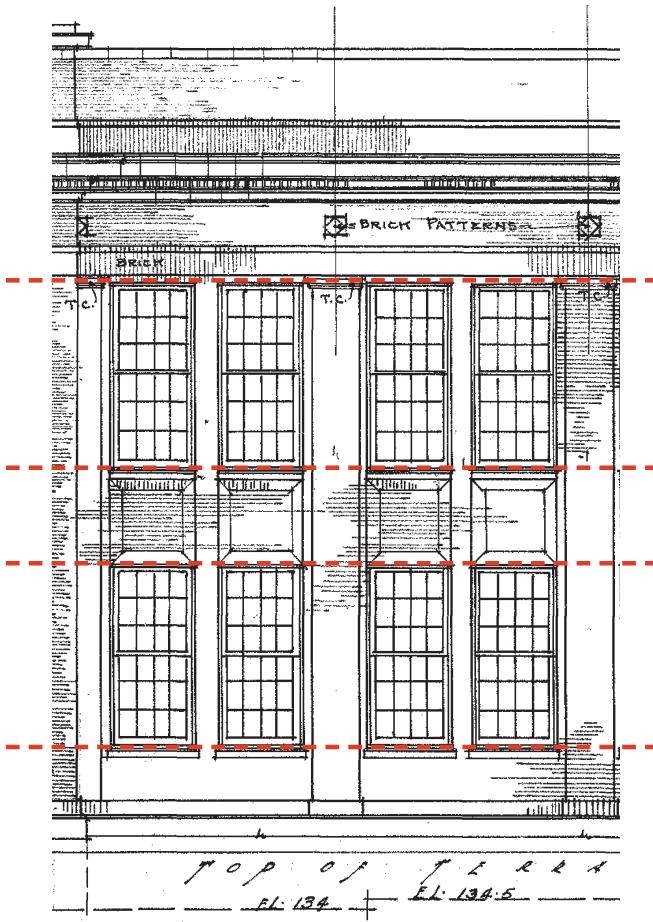 BRICK PATTERNS
BRICK
T.C.
T.C.
T.C.
TOP OF TERRA
EL. 134
EL. 134.5